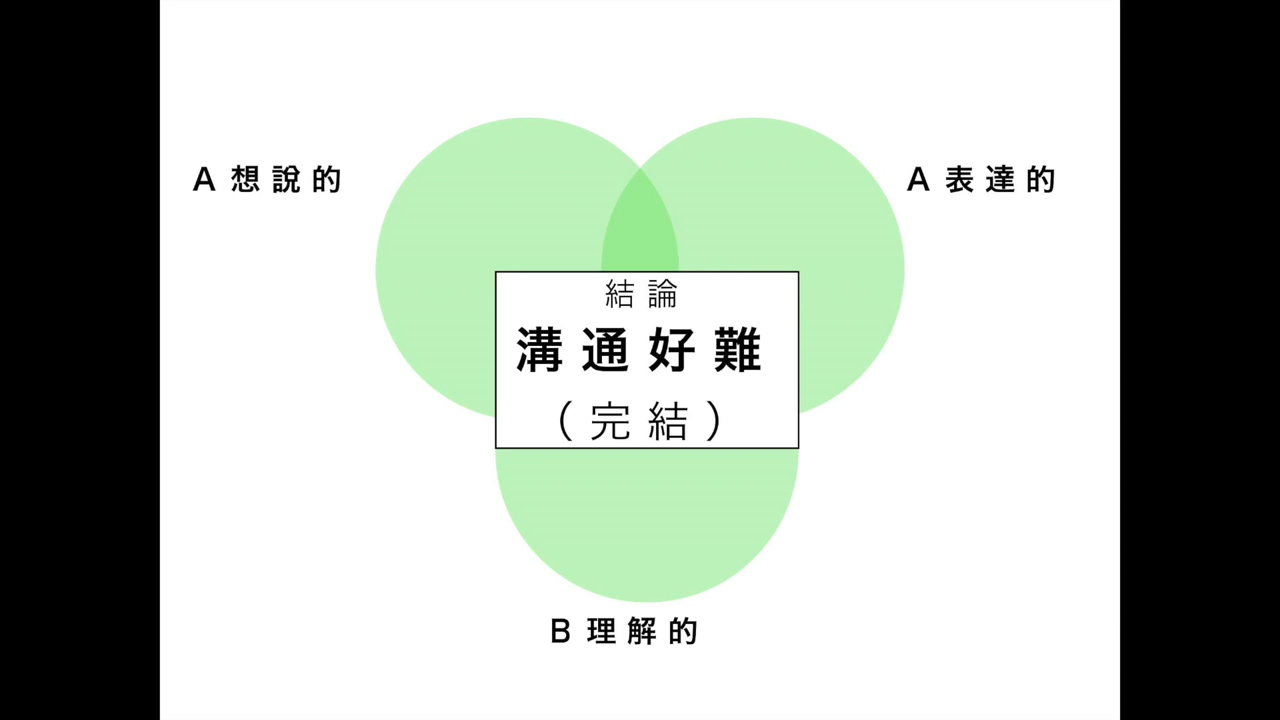 A 想說的
A 表達的
結論
溝通好難
（完結）
B 理解的